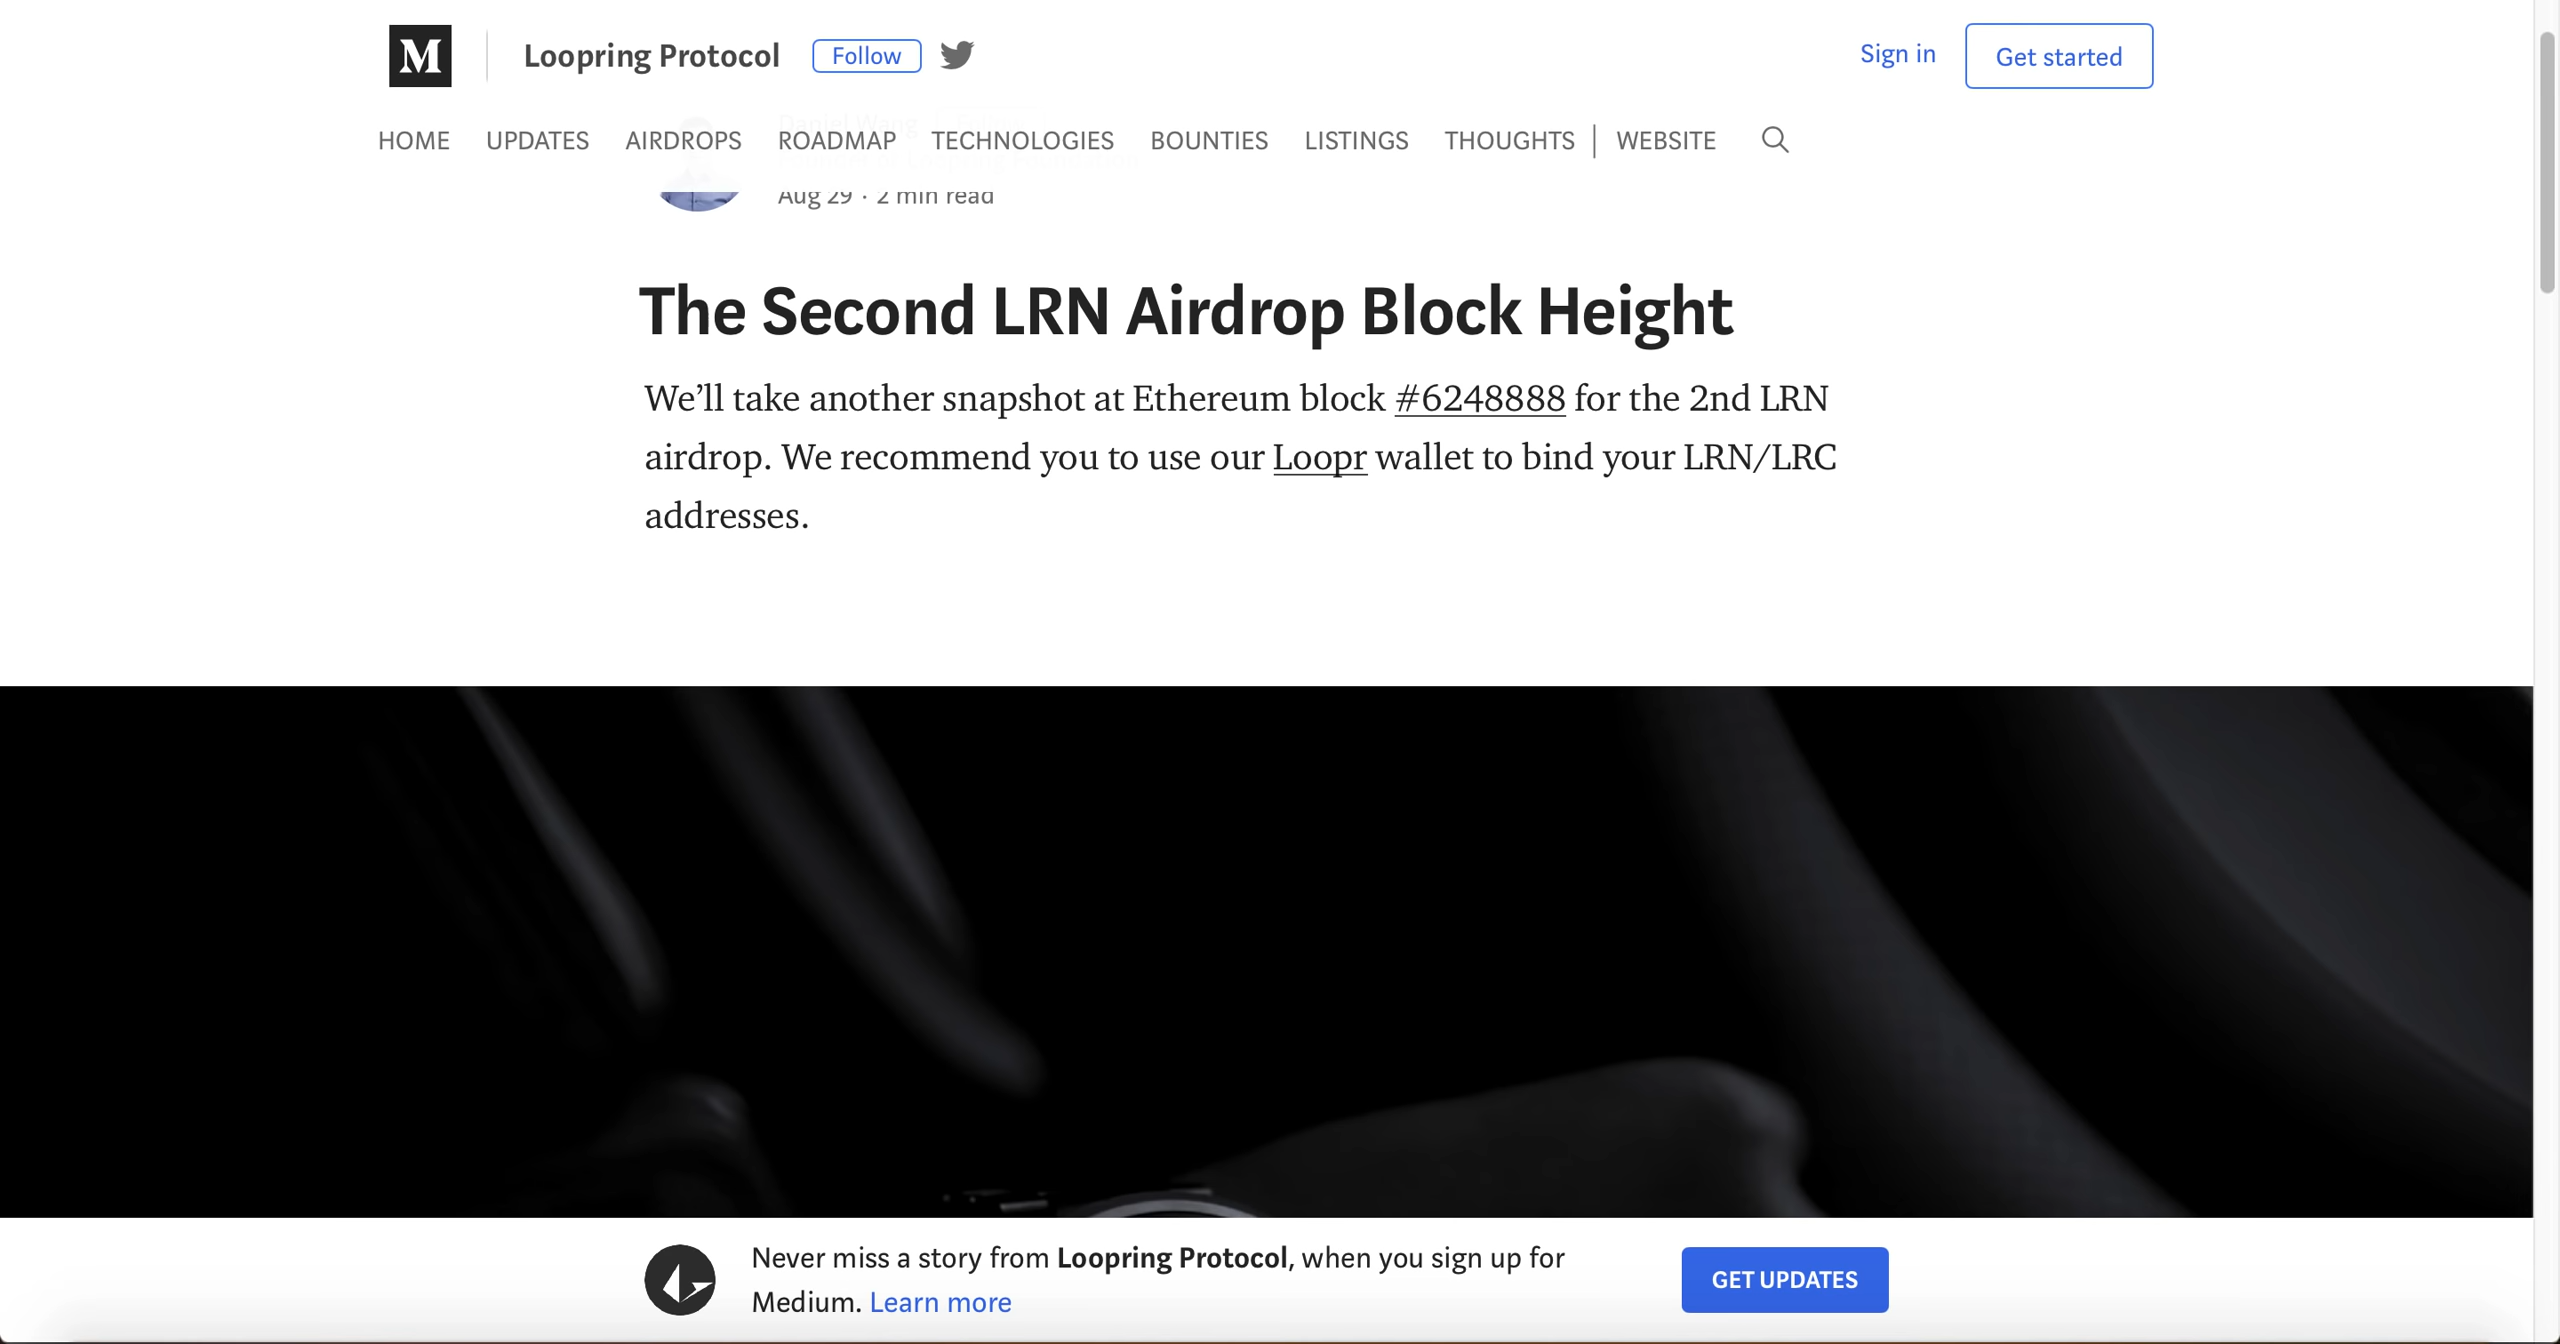 M Loopring Protocol Follow Sign in Get started
HOME UPDATES AIRDROPS ROADMAP TECHNOLOGIES BOUNTIES LISTINGS THOUGHTS WEBSITE
Daniel Wang
Aug 29 · 2 min read
The Second LRN Airdrop Block Height
We’ll take another snapshot at Ethereum block #6248888 for the 2nd LRN
airdrop. We recommend you to use our Loopr wallet to bind your LRN/LRC
addresses.
Never miss a story from Loopring Protocol, when you sign up for
Medium. Learn more
GET UPDATES